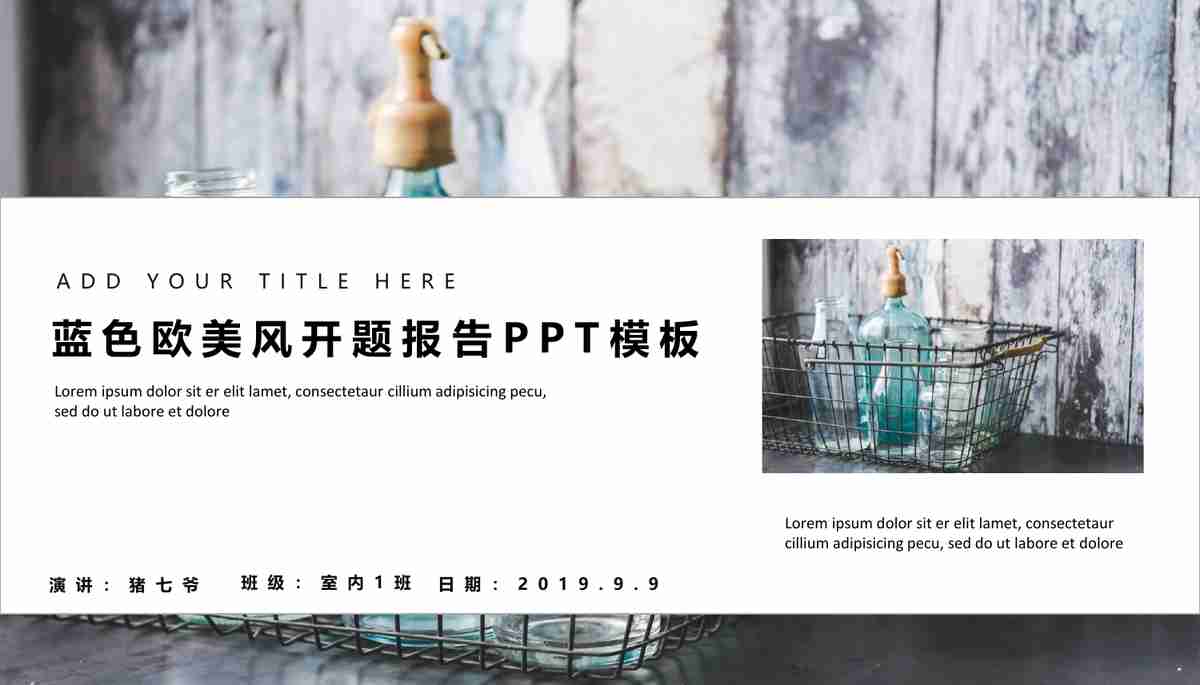 ADD YOUR TITLE HERE
蓝色欧美风开题报告PPT模板
Lorem ipsum dolor sit er elit lamet, consectetaur cillium adipisicing pecu,
sed do ut labore et dolore
Lorem ipsum dolor sit er elit lamet, consectetaur
cillium adipisicing pecu, sed do ut labore et dolore
演讲：猪七爷 班级：室内1班 日期：2019.9.9